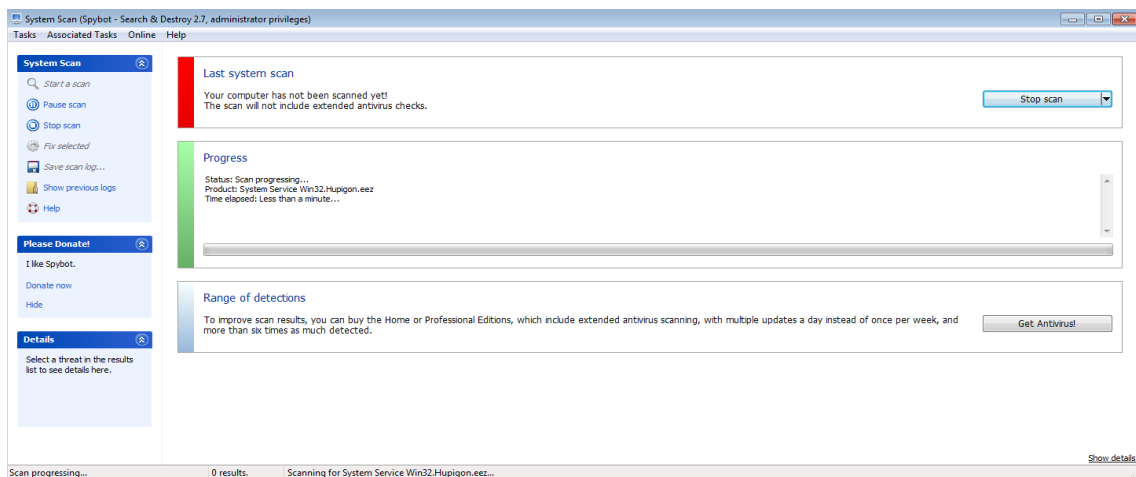 System Scan (Spybot - Search & Destroy 2.7, administrator privileges)
Tasks Associated Tasks Online Help
System Scan
Start a scan
Pause scan
Stop scan
Fix selected
Save scan log...
Show previous logs
Help
Please Donate!
I like Spybot.
Donate now
Hide
Details
Select a threat in the results
list to see details here.
Last system scan
Your computer has not been scanned yet!
The scan will not include extended antivirus checks.
Stop scan
Progress
Status: Scan progressing...
Product: System Service Win32.Hupigon.eez
Time elapsed: Less than a minute...
Range of detections
To improve scan results, you can buy the Home or Professional Editions, which include extended antivirus scanning, with multiple updates a day instead of once per week, and
more than six times as much detected.
Get Antivirus!
Show details
Scan progressing... 0 results. Scanning for System Service Win32.Hupigon.eez...